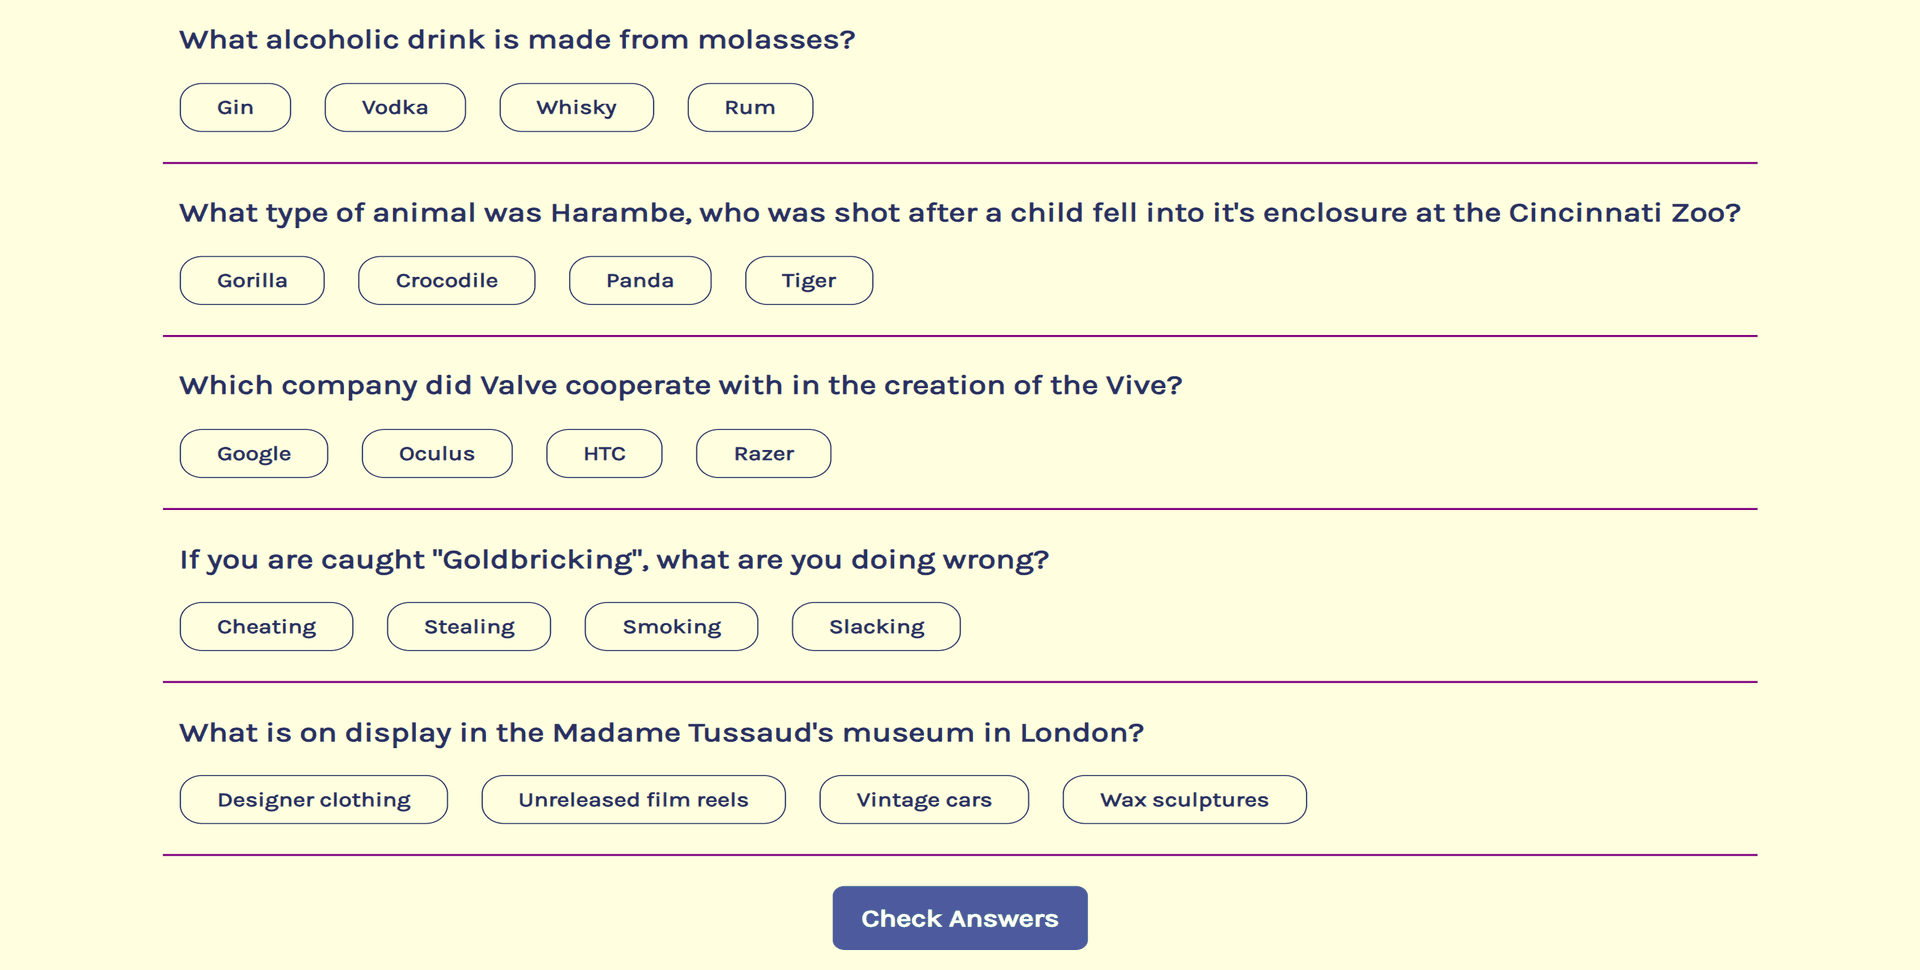 What alcoholic drink is made from molasses?
Gin Vodka Whisky Rum
What type of animal was Harambe, who was shot after a child fell into it's enclosure at the Cincinnati Zoo?
Gorilla Crocodile Panda Tiger
Which company did Valve cooperate with in the creation of the Vive?
Google Oculus HTC Razer
If you are caught "Goldbricking", what are you doing wrong?
Cheating Stealing Smoking Slacking
What is on display in the Madame Tussaud's museum in London?
Designer clothing Unreleased film reels Vintage cars Wax sculptures
Check Answers